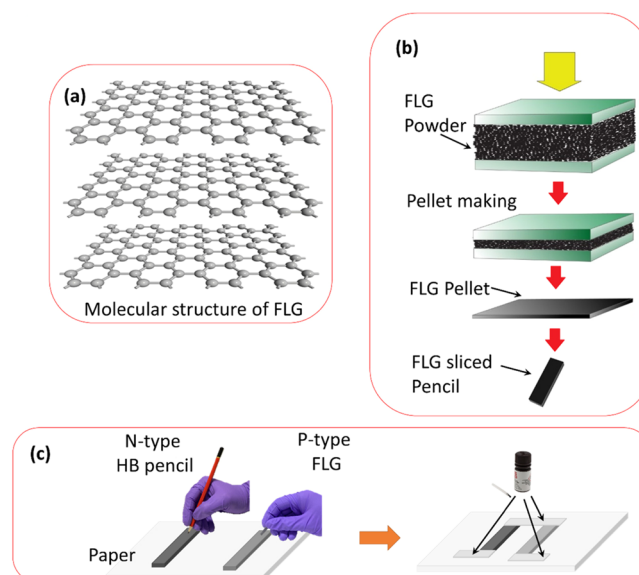 (a)
Molecular structure of FLG
(b)
FLG
Powder
Pellet making
FLG Pellet
FLG sliced
Pencil
(c)
N-type
HB pencil
P-type
FLG
Paper